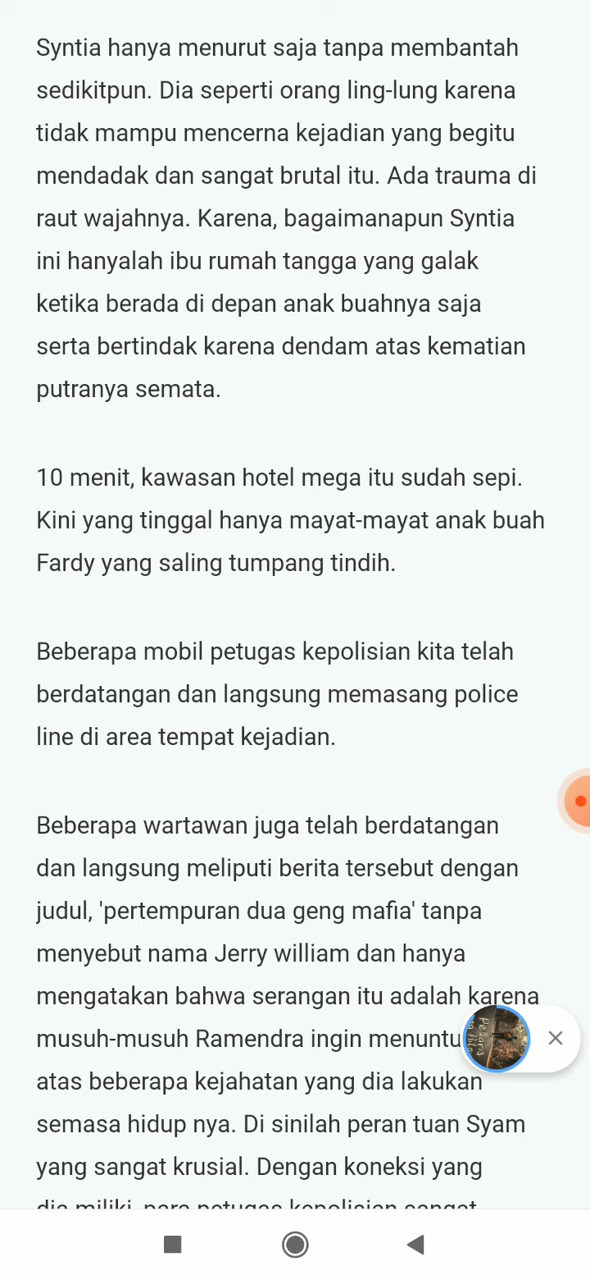 Syntia hanya menurut saja tanpa membantah
sedikitpun. Dia seperti orang ling-lung karena
tidak mampu mencerna kejadian yang begitu
mendadak dan sangat brutal itu. Ada trauma di
raut wajahnya. Karena, bagaimanapun Syntia
ini hanyalah ibu rumah tangga yang galak
ketika berada di depan anak buahnya saja
serta bertindak karena dendam atas kematian
putranya semata.
10 menit, kawasan hotel mega itu sudah sepi.
Kini yang tinggal hanya mayat-mayat anak buah
Fardy yang saling tumpang tindih.
Beberapa mobil petugas kepolisian kita telah
berdatangan dan langsung memasang police
line di area tempat kejadian.
Beberapa wartawan juga telah berdatangan
dan langsung meliputi berita tersebut dengan
judul, 'pertempuran dua geng mafia' tanpa
menyebut nama Jerry william dan hanya
mengatakan bahwa serangan itu adalah karena
musuh-musuh Ramendra ingin menuntu
atas beberapa kejahatan yang dia lakukan
semasa hidup nya. Di sinilah peran tuan Syam
yang sangat krusial. Dengan koneksi yang
dia miliki, para petugas kepolisian sangat